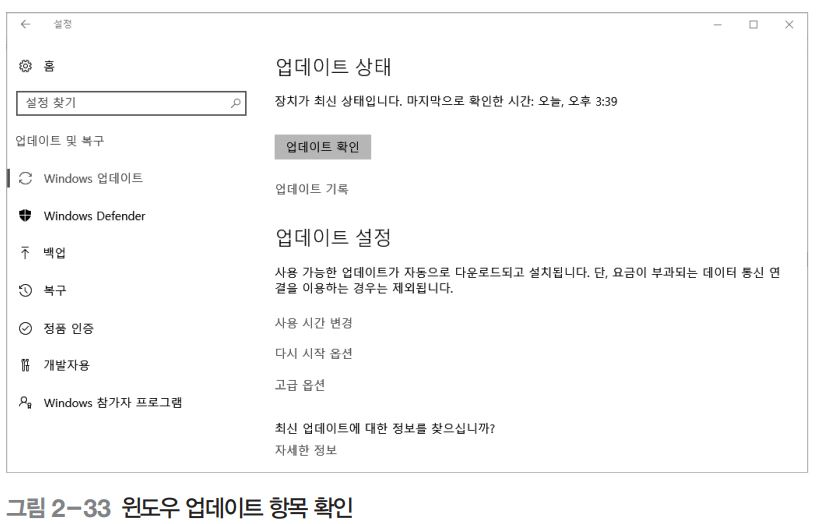 설정
홈
설정 찾기
업데이트 및 복구
Windows 업데이트
Windows Defender
백업
복구
정품 인증
개발자용
Windows 참가자 프로그램
업데이트 상태
장치가 최신 상태입니다. 마지막으로 확인한 시간: 오늘, 오후 3:39
업데이트 확인
업데이트 기록
업데이트 설정
사용 가능한 업데이트가 자동으로 다운로드되고 설치됩니다. 단, 요금이 부과되는 데이터 통신 연
결을 이용하는 경우는 제외됩니다.
사용 시간 변경
다시 시작 옵션
고급 옵션
최신 업데이트에 대한 정보를 찾으십니까?
자세한 정보
그림 2-33 윈도우 업데이트 항목 확인